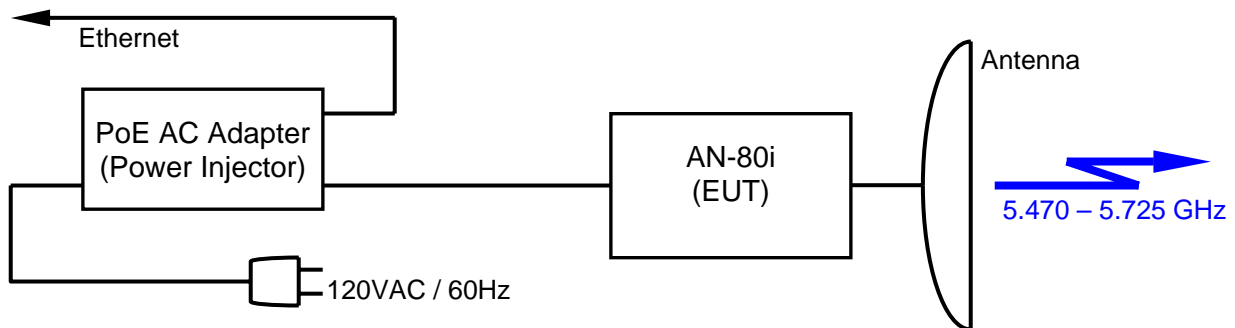 Ethernet
Antenna
PoE AC Adapter
(Power Injector)
AN-80i
(EUT)
5.470 – 5.725 GHz
120VAC / 60Hz